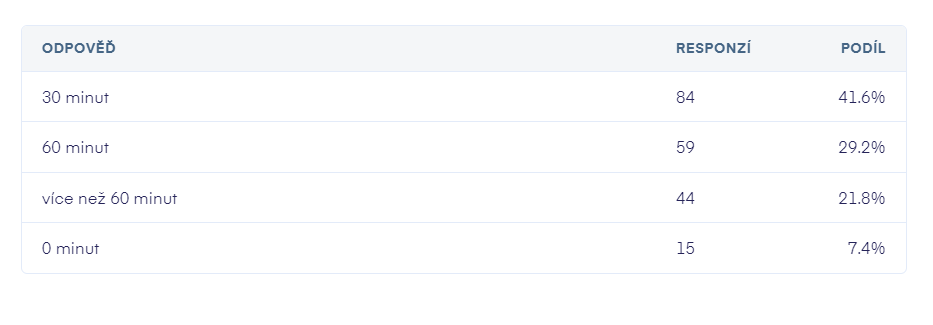 ODPOVĚĎ RESPONZÍ PODÍL
30 minut 84 41.6%
60 minut 59 29.2%
více než 60 minut 44 21.8%
0 minut 15 7.4%